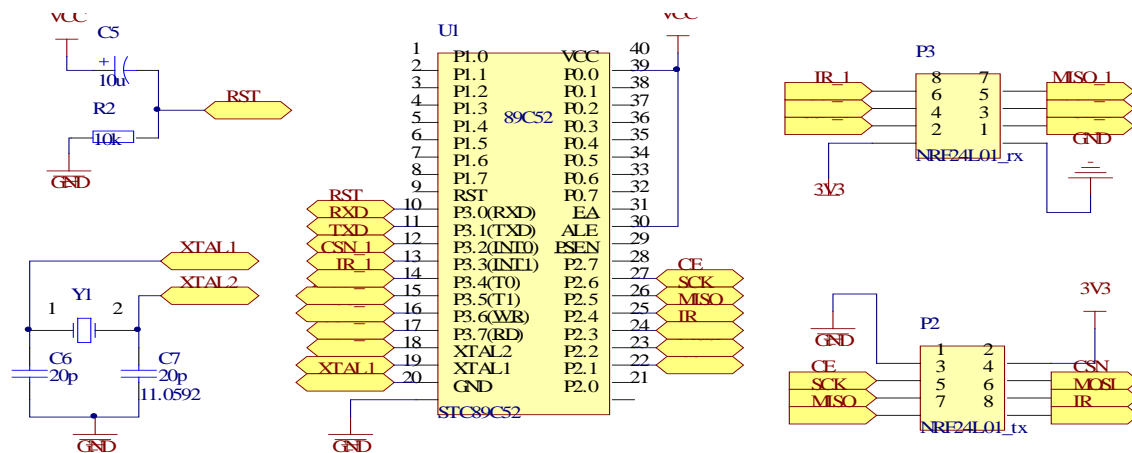 VCC
C5
+
10u
R2
10k
RST
GND
XTAL1
XTAL2
Y1
1 2
C6
20p
C7
20p
11.0592
GND
U1
VCC
1 P1.0 VCC 40
2 P1.1 P0.0 39
3 P1.2 P0.1 38
4 P1.3 P0.2 37
5 P1.4 P0.3 36
6 P1.5 P0.4 35
7 P1.6 P0.5 34
8 P1.7 P0.6 33
9 RST P0.7 32
10 P3.0(RXD) EA 31
11 P3.1(TXD) ALE 30
12 P3.2(INT0) PSEN 29
13 P3.3(INT1) P2.7 28
14 P3.4(T0) P2.6 27
15 P3.5(T1) P2.5 26
16 P3.6(WR) P2.4 25
17 P3.7(RD) P2.3 24
18 XTAL2 P2.2 23
19 XTAL1 P2.1 22
20 GND P2.0 21
89C52
STC89C52
RST
RXD
TXD
CSN_1
IR_1
XTAL1
GND
CE
SCK
MISO
IR
P3
IR_1 8 7 MISO_1
6 5
4 3
2 1 GND
NRF24L01_rx
3V3
3V3
GND
P2
1 2
CE 3 4 CSN
SCK 5 6 MOSI
MISO 7 8 IR
NRF24L01_tx